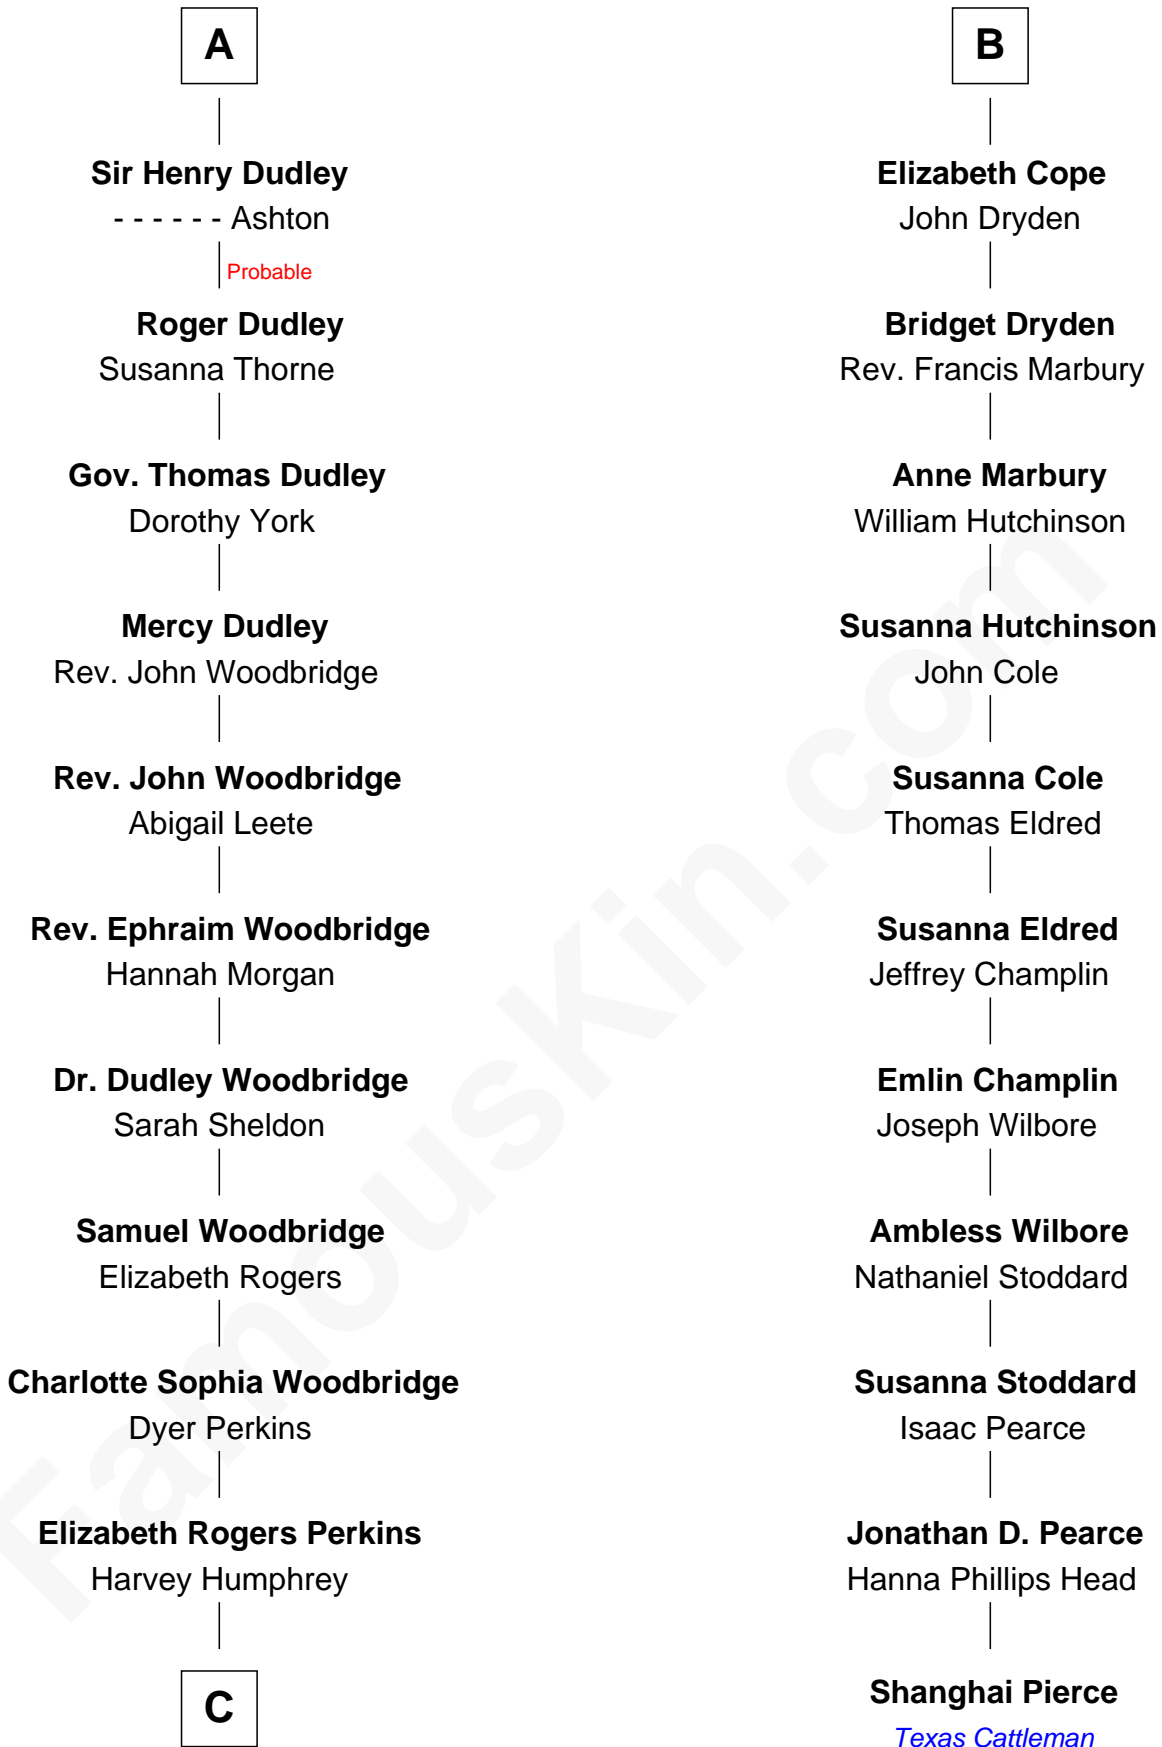 A
Sir Henry Dudley
- - - - - - Ashton
Probable
Roger Dudley
Susanna Thorne
Gov. Thomas Dudley
Dorothy York
Mercy Dudley
Rev. John Woodbridge
Rev. John Woodbridge
Abigail Leete
Rev. Ephraim Woodbridge
Hannah Morgan
Dr. Dudley Woodbridge
Sarah Sheldon
Samuel Woodbridge
Elizabeth Rogers
Charlotte Sophia Woodbridge
Dyer Perkins
Elizabeth Rogers Perkins
Harvey Humphrey
C
B
Elizabeth Cope
John Dryden
Bridget Dryden
Rev. Francis Marbury
Anne Marbury
William Hutchinson
Susanna Hutchinson
John Cole
Susanna Cole
Thomas Eldred
Susanna Eldred
Jeffrey Champlin
Emlin Champlin
Joseph Wilbore
Ambless Wilbore
Nathaniel Stoddard
Susanna Stoddard
Isaac Pearce
Jonathan D. Pearce
Hanna Phillips Head
Shanghai Pierce
Texas Cattleman
FamousKin.com